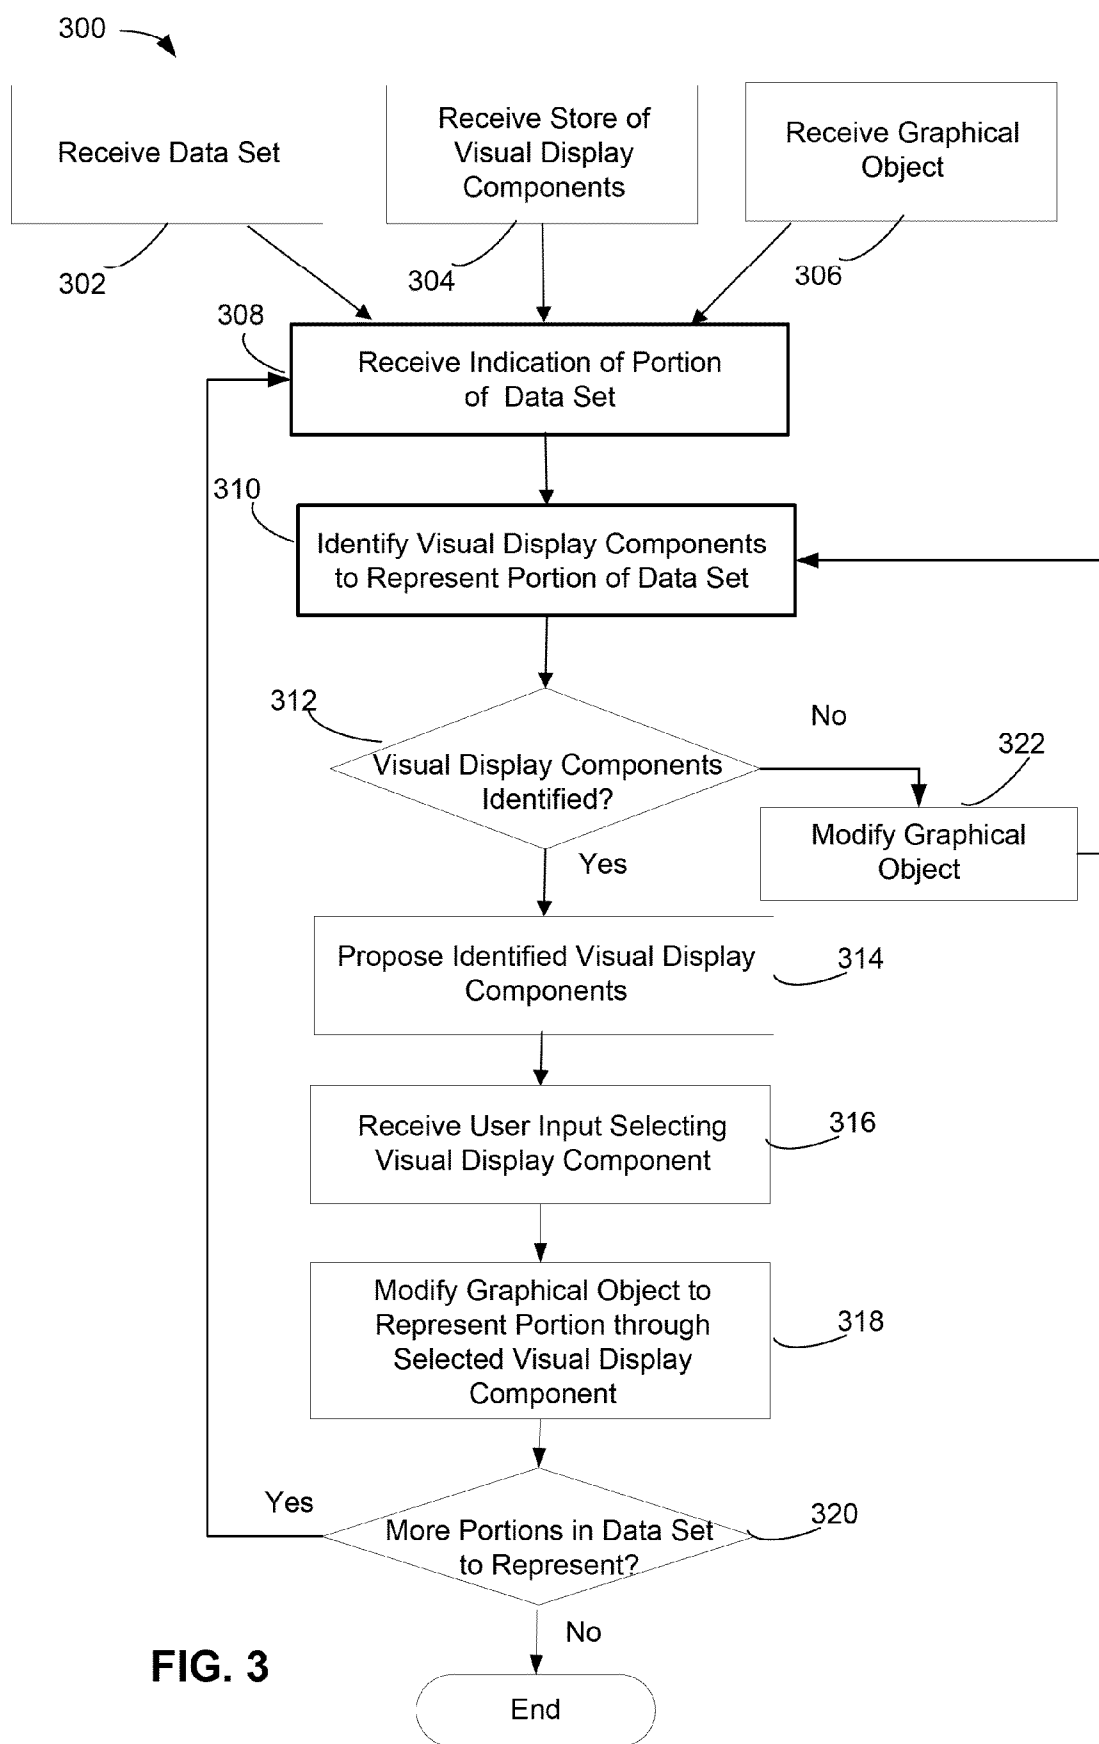 300
Receive Data Set
Receive Store of
Visual Display
Components
Receive Graphical
Object
302
304
306
308
Receive Indication of Portion
of Data Set
310
Identify Visual Display Components
to Represent Portion of Data Set
312
Visual Display Components
Identified?
No
322
Modify Graphical
Object
Yes
Propose Identified Visual Display
Components
314
Receive User Input Selecting
Visual Display Component
316
Modify Graphical Object to
Represent Portion through
Selected Visual Display
Component
318
Yes
More Portions in Data Set
to Represent?
320
No
End
FIG. 3